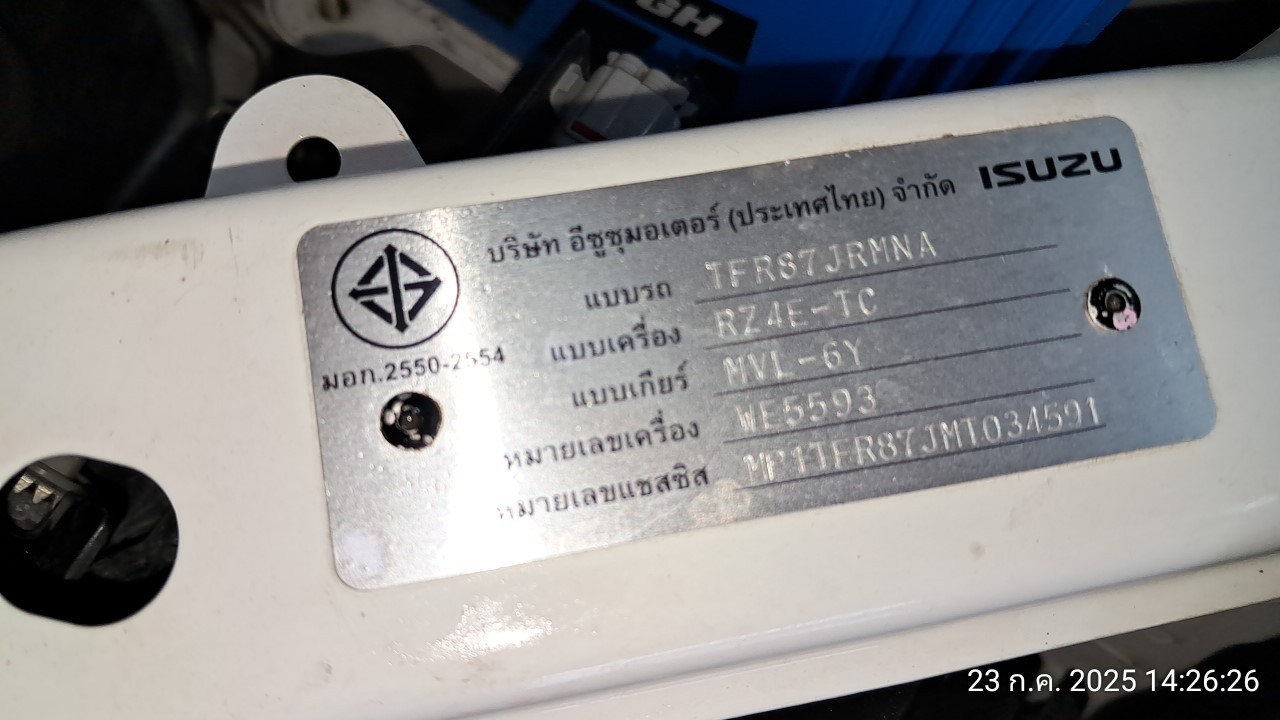 GH
ISUZU
บริษัท อีซูซุมอเตอร์ (ประเทศไทย) จำกัด
มอก.2550-2554
แบบรถ TFR87JRMNA
แบบเครื่อง RZ4E-TC
แบบเกียร์ MVL-6Y
หมายเลขเครื่อง WE5593
หมายเลขแชสซิส MP1TFR87JMT034591
23 ก.ค. 2025 14:26:26